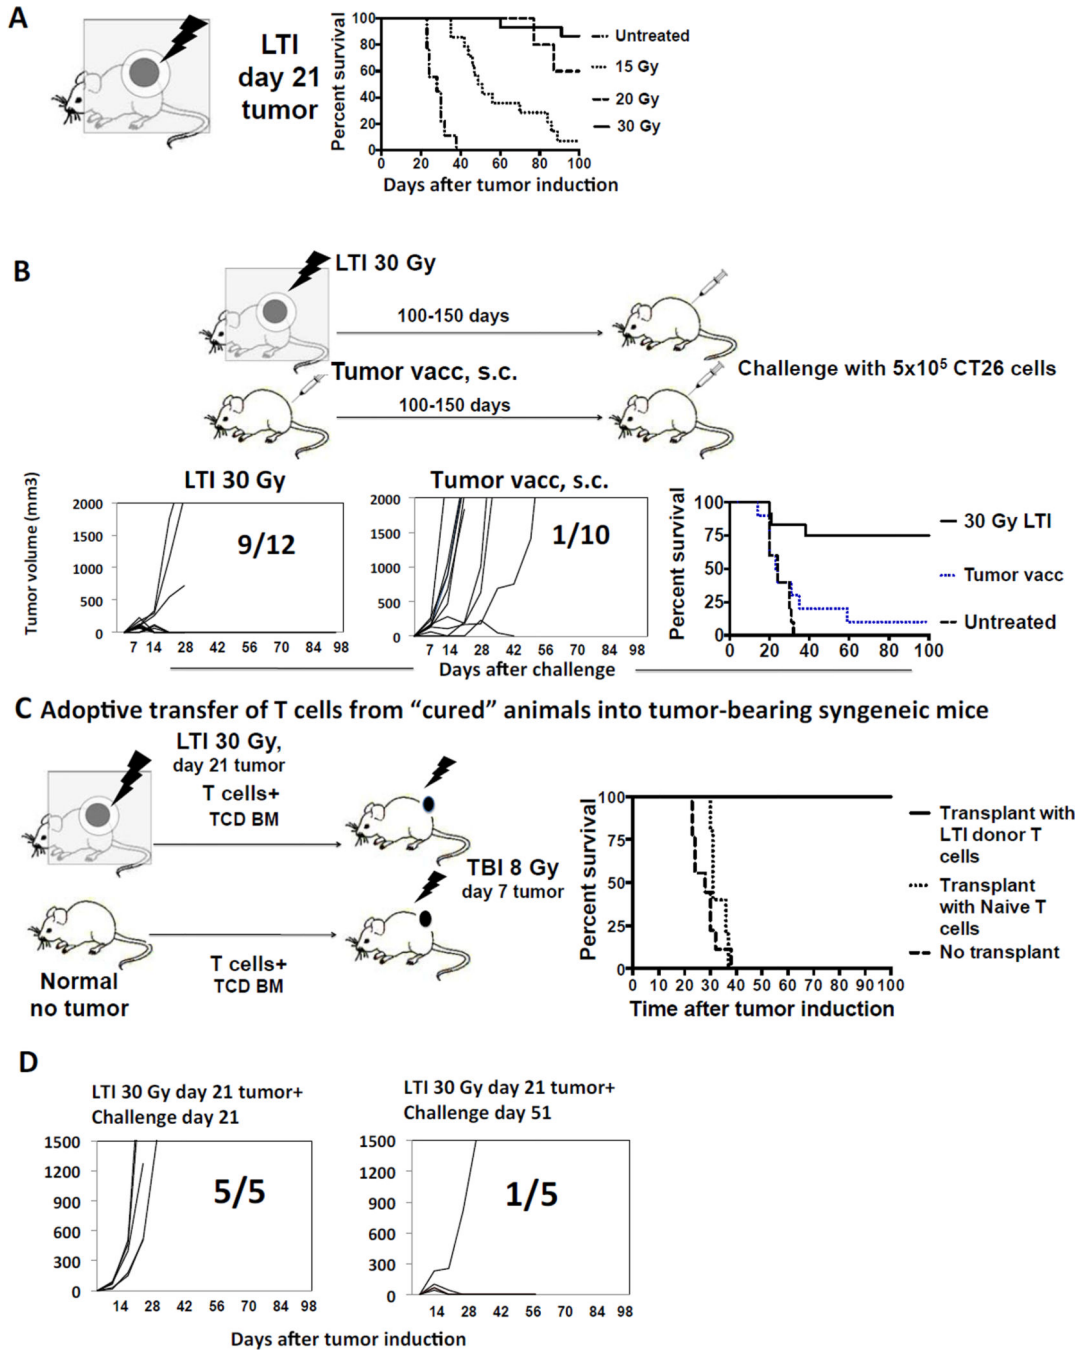 A
LTI
day 21
tumor
Percent survival
100
80
60
40
20
0
0 20 40 60 80 100
Days after tumor induction
Untreated
15 Gy
20 Gy
30 Gy
B
LTI 30 Gy
100-150 days
Tumor vacc, s.c.
100-150 days
Challenge with 5x10⁵ CT26 cells
LTI 30 Gy
Tumor volume (mm3)
2000
1500
1000
500
0
9/12
7 14 28 42 56 70 84 98
Tumor vacc, s.c.
2000
1500
1000
500
0
1/10
7 14 28 42 56 70 84 98
Days after challenge
Percent survival
100
75
50
25
0
0 20 40 60 80 100
30 Gy LTI
Tumor vacc
Untreated
C Adoptive transfer of T cells from “cured” animals into tumor-bearing syngeneic mice
LTI 30 Gy,
day 21 tumor
T cells+
TCD BM
TBI 8 Gy
day 7 tumor
T cells+
TCD BM
Normal
no tumor
Percent survival
100
75
50
25
0
0 10 20 30 40 50 60 70 80 90 100
Time after tumor induction
Transplant with
LTI donor T
cells
Transplant
with Naive T
cells
No transplant
D
LTI 30 Gy day 21 tumor+
Challenge day 21
1500
1200
900
600
300
0
5/5
14 28 42 56 70 84 98
LTI 30 Gy day 21 tumor+
Challenge day 51
1500
1200
900
600
300
0
1/5
14 28 42 56 70 84 98
Days after tumor induction